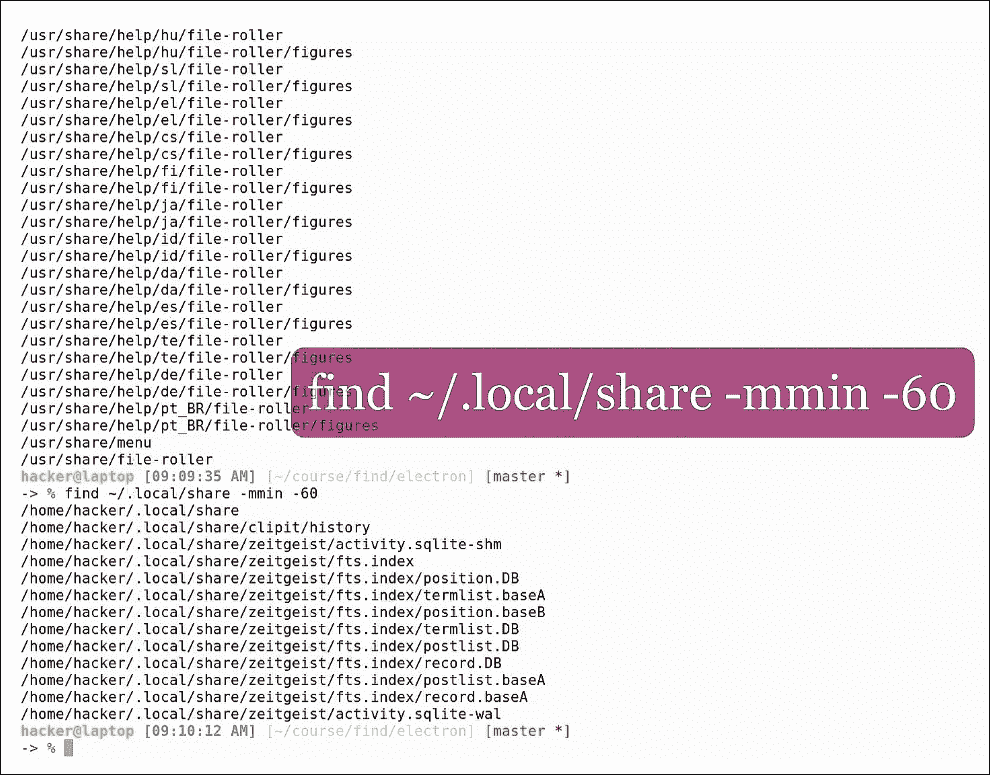 /usr/share/help/hu/file-roller
/usr/share/help/hu/file-roller/figures
/usr/share/help/sl/file-roller
/usr/share/help/sl/file-roller/figures
/usr/share/help/el/file-roller
/usr/share/help/el/file-roller/figures
/usr/share/help/cs/file-roller
/usr/share/help/cs/file-roller/figures
/usr/share/help/fi/file-roller
/usr/share/help/fi/file-roller/figures
/usr/share/help/ja/file-roller
/usr/share/help/ja/file-roller/figures
/usr/share/help/id/file-roller
/usr/share/help/id/file-roller/figures
/usr/share/help/da/file-roller
/usr/share/help/da/file-roller/figures
/usr/share/help/es/file-roller
/usr/share/help/es/file-roller/figures
/usr/share/help/te/file-roller
/usr/share/help/te/file-roller/figures
/usr/share/help/de/file-roller
/usr/share/help/de/file-roller/figures
find ~/.local/share -mmin -60
/usr/share/help/pt_BR/file-roller
/usr/share/help/pt_BR/file-roller/figures
/usr/share/menu
/usr/share/file-roller
hacker@laptop [09:09:35 AM] [~/course/find/electron] [master *]
-> % find ~/.local/share -mmin -60
/home/hacker/.local/share
/home/hacker/.local/share/clipit/history
/home/hacker/.local/share/zeitgeist/activity.sqlite-shm
/home/hacker/.local/share/zeitgeist/fts.index
/home/hacker/.local/share/zeitgeist/fts.index/position.DB
/home/hacker/.local/share/zeitgeist/fts.index/termlist.baseA
/home/hacker/.local/share/zeitgeist/fts.index/position.baseB
/home/hacker/.local/share/zeitgeist/fts.index/termlist.DB
/home/hacker/.local/share/zeitgeist/fts.index/postlist.DB
/home/hacker/.local/share/zeitgeist/fts.index/record.DB
/home/hacker/.local/share/zeitgeist/fts.index/postlist.baseA
/home/hacker/.local/share/zeitgeist/fts.index/record.baseA
/home/hacker/.local/share/zeitgeist/activity.sqlite-wal
hacker@laptop [09:10:12 AM] [~/course/find/electron] [master *]
-> %